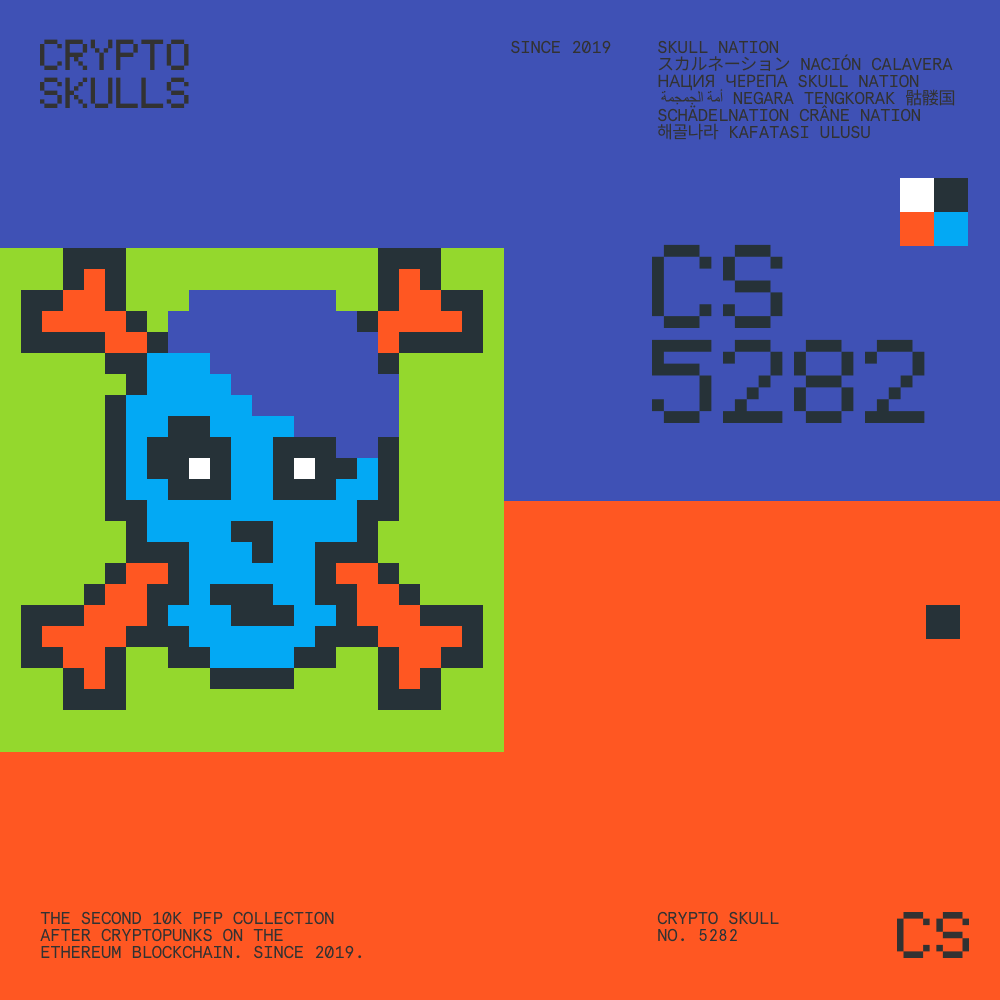 CRYPTO
SKULLS
SINCE 2019
SKULL NATION
スカルネーション NACIÓN CALAVERA
НАЦИЯ ЧЕРЕПА SKULL NATION
أمة الجمجمة NEGARA TENGKORAK 骷髅国
SCHÄDELNATION CRÂNE NATION
해골나라 KAFATASI ULUSU
CS
5282
THE SECOND 10K PFP COLLECTION
AFTER CRYPTOPUNKS ON THE
ETHEREUM BLOCKCHAIN. SINCE 2019.
CRYPTO SKULL
NO. 5282
CS